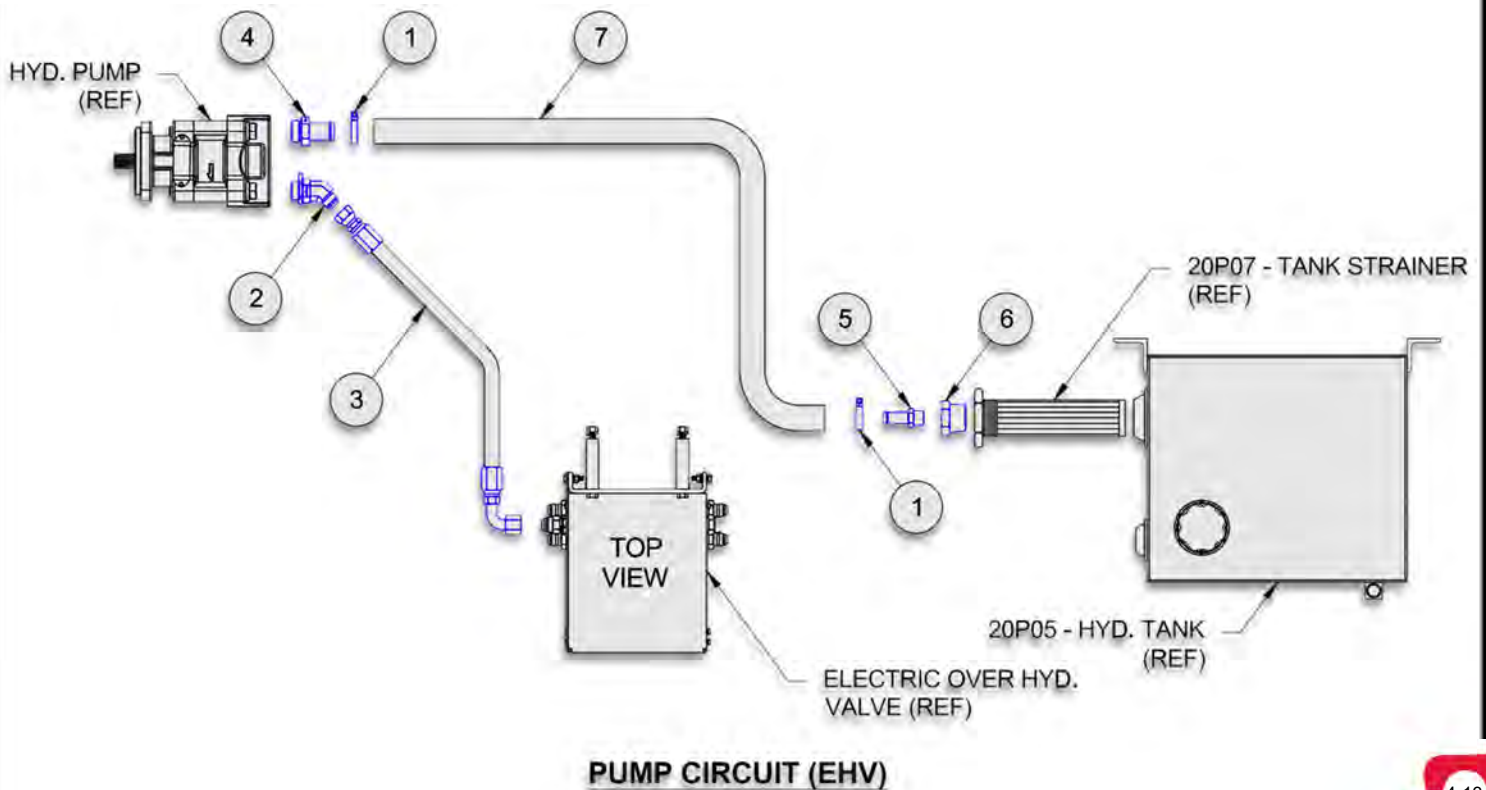 4
1
7
HYD. PUMP
(REF)
2
3
20P07 - TANK STRAINER
(REF)
5
6
1
TOP
VIEW
20P05 - HYD. TANK
(REF)
ELECTRIC OVER HYD.
VALVE (REF)
PUMP CIRCUIT (EHV)